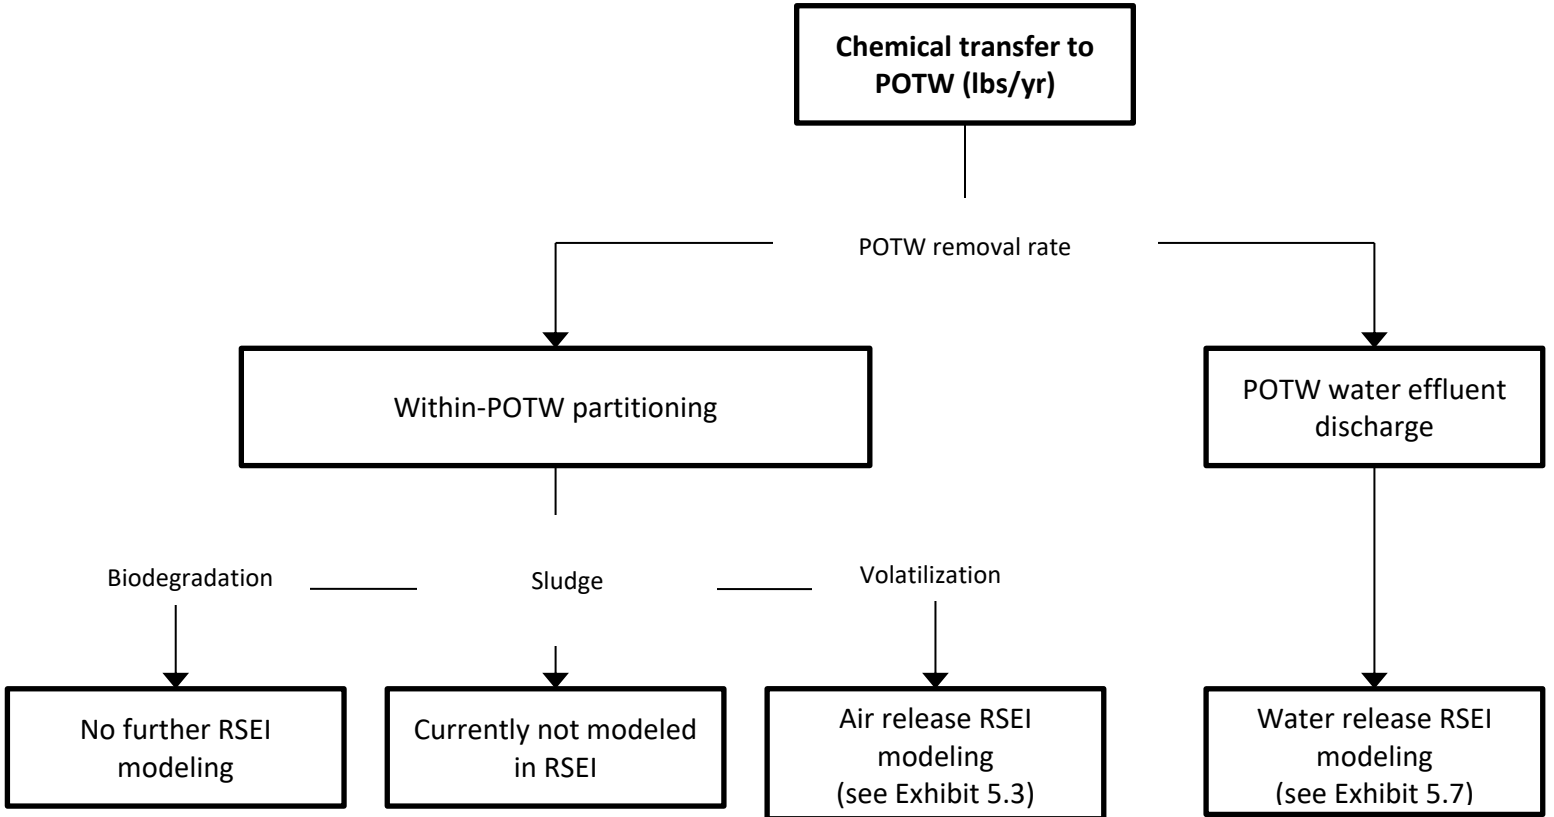 Chemical transfer to
POTW (lbs/yr)
POTW removal rate
Within-POTW partitioning
POTW water effluent
discharge
Biodegradation
Sludge
Volatilization
No further RSEI
modeling
Currently not modeled
in RSEI
Air release RSEI
modeling
(see Exhibit 5.3)
Water release RSEI
modeling
(see Exhibit 5.7)